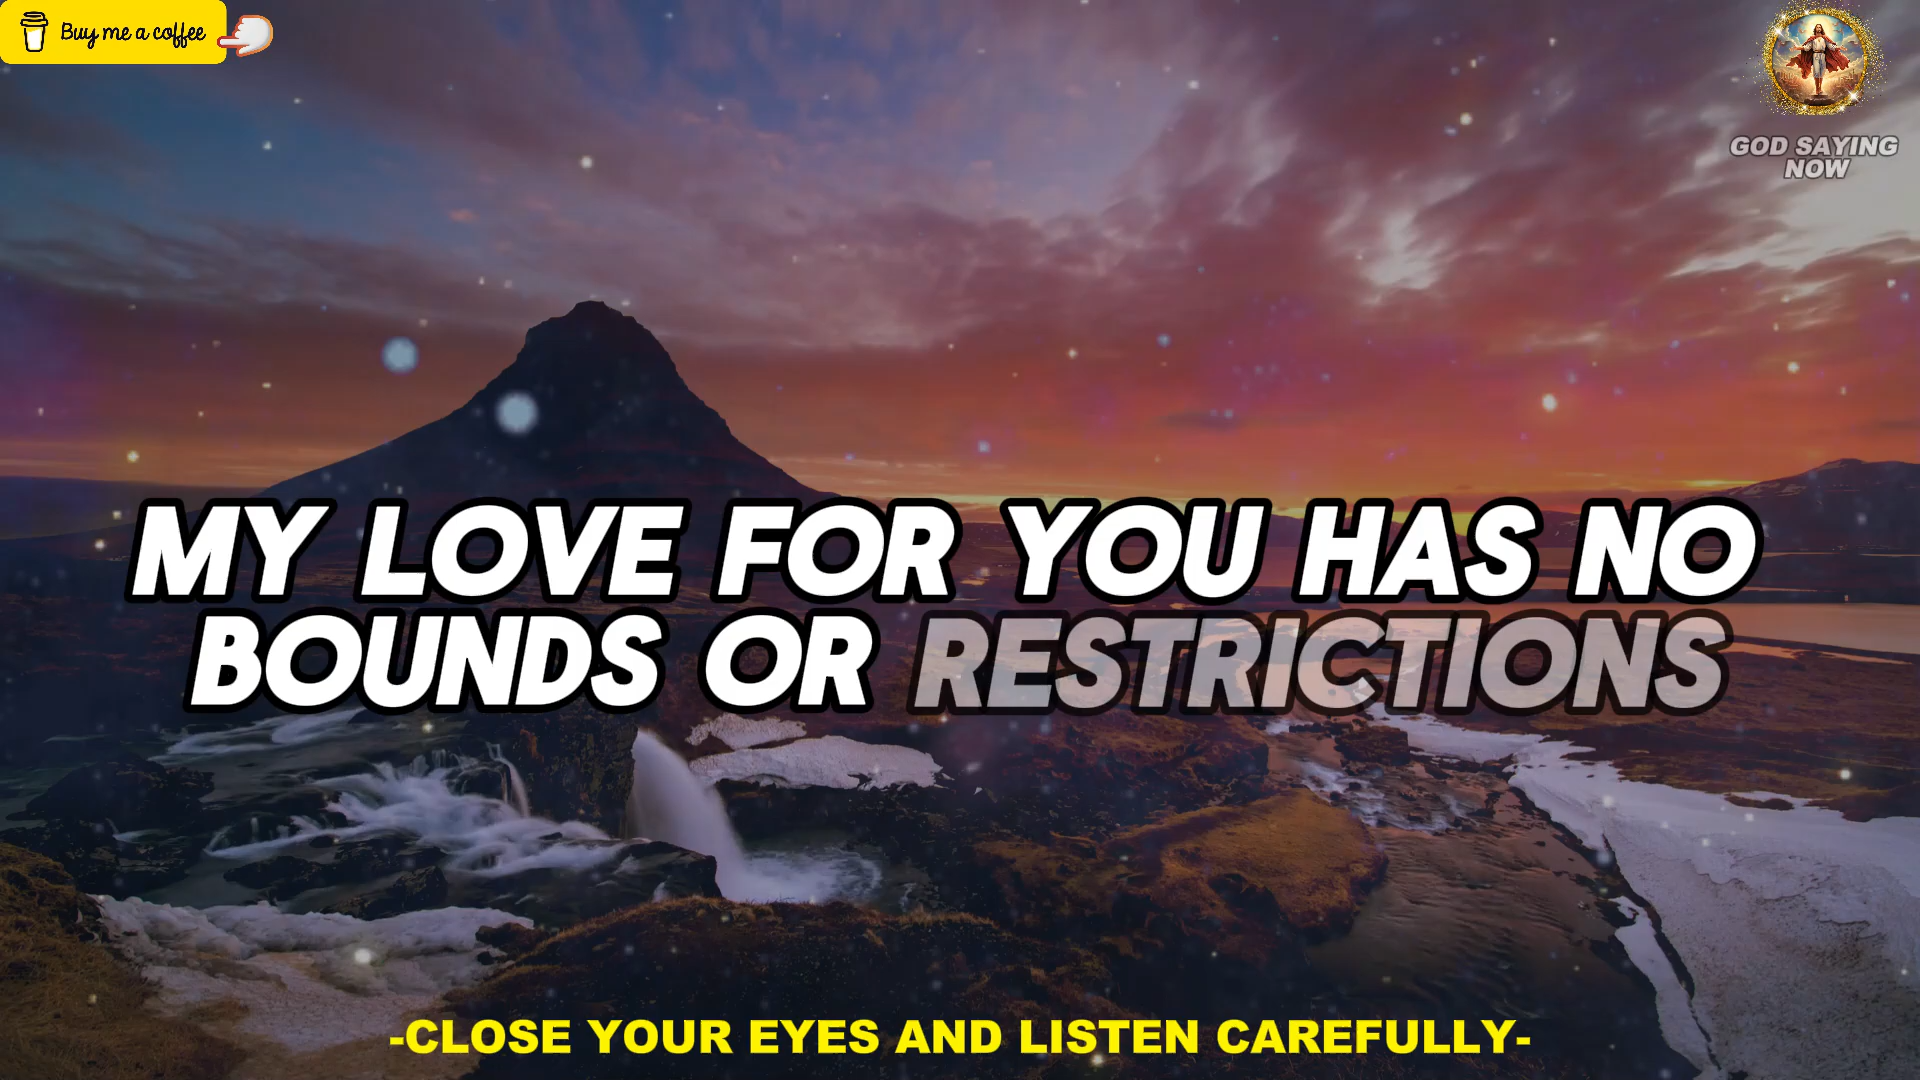 Buy me a coffee
GOD SAYING
NOW
MY LOVE FOR YOU HAS NO
BOUNDS OR RESTRICTIONS
-CLOSE YOUR EYES AND LISTEN CAREFULLY-